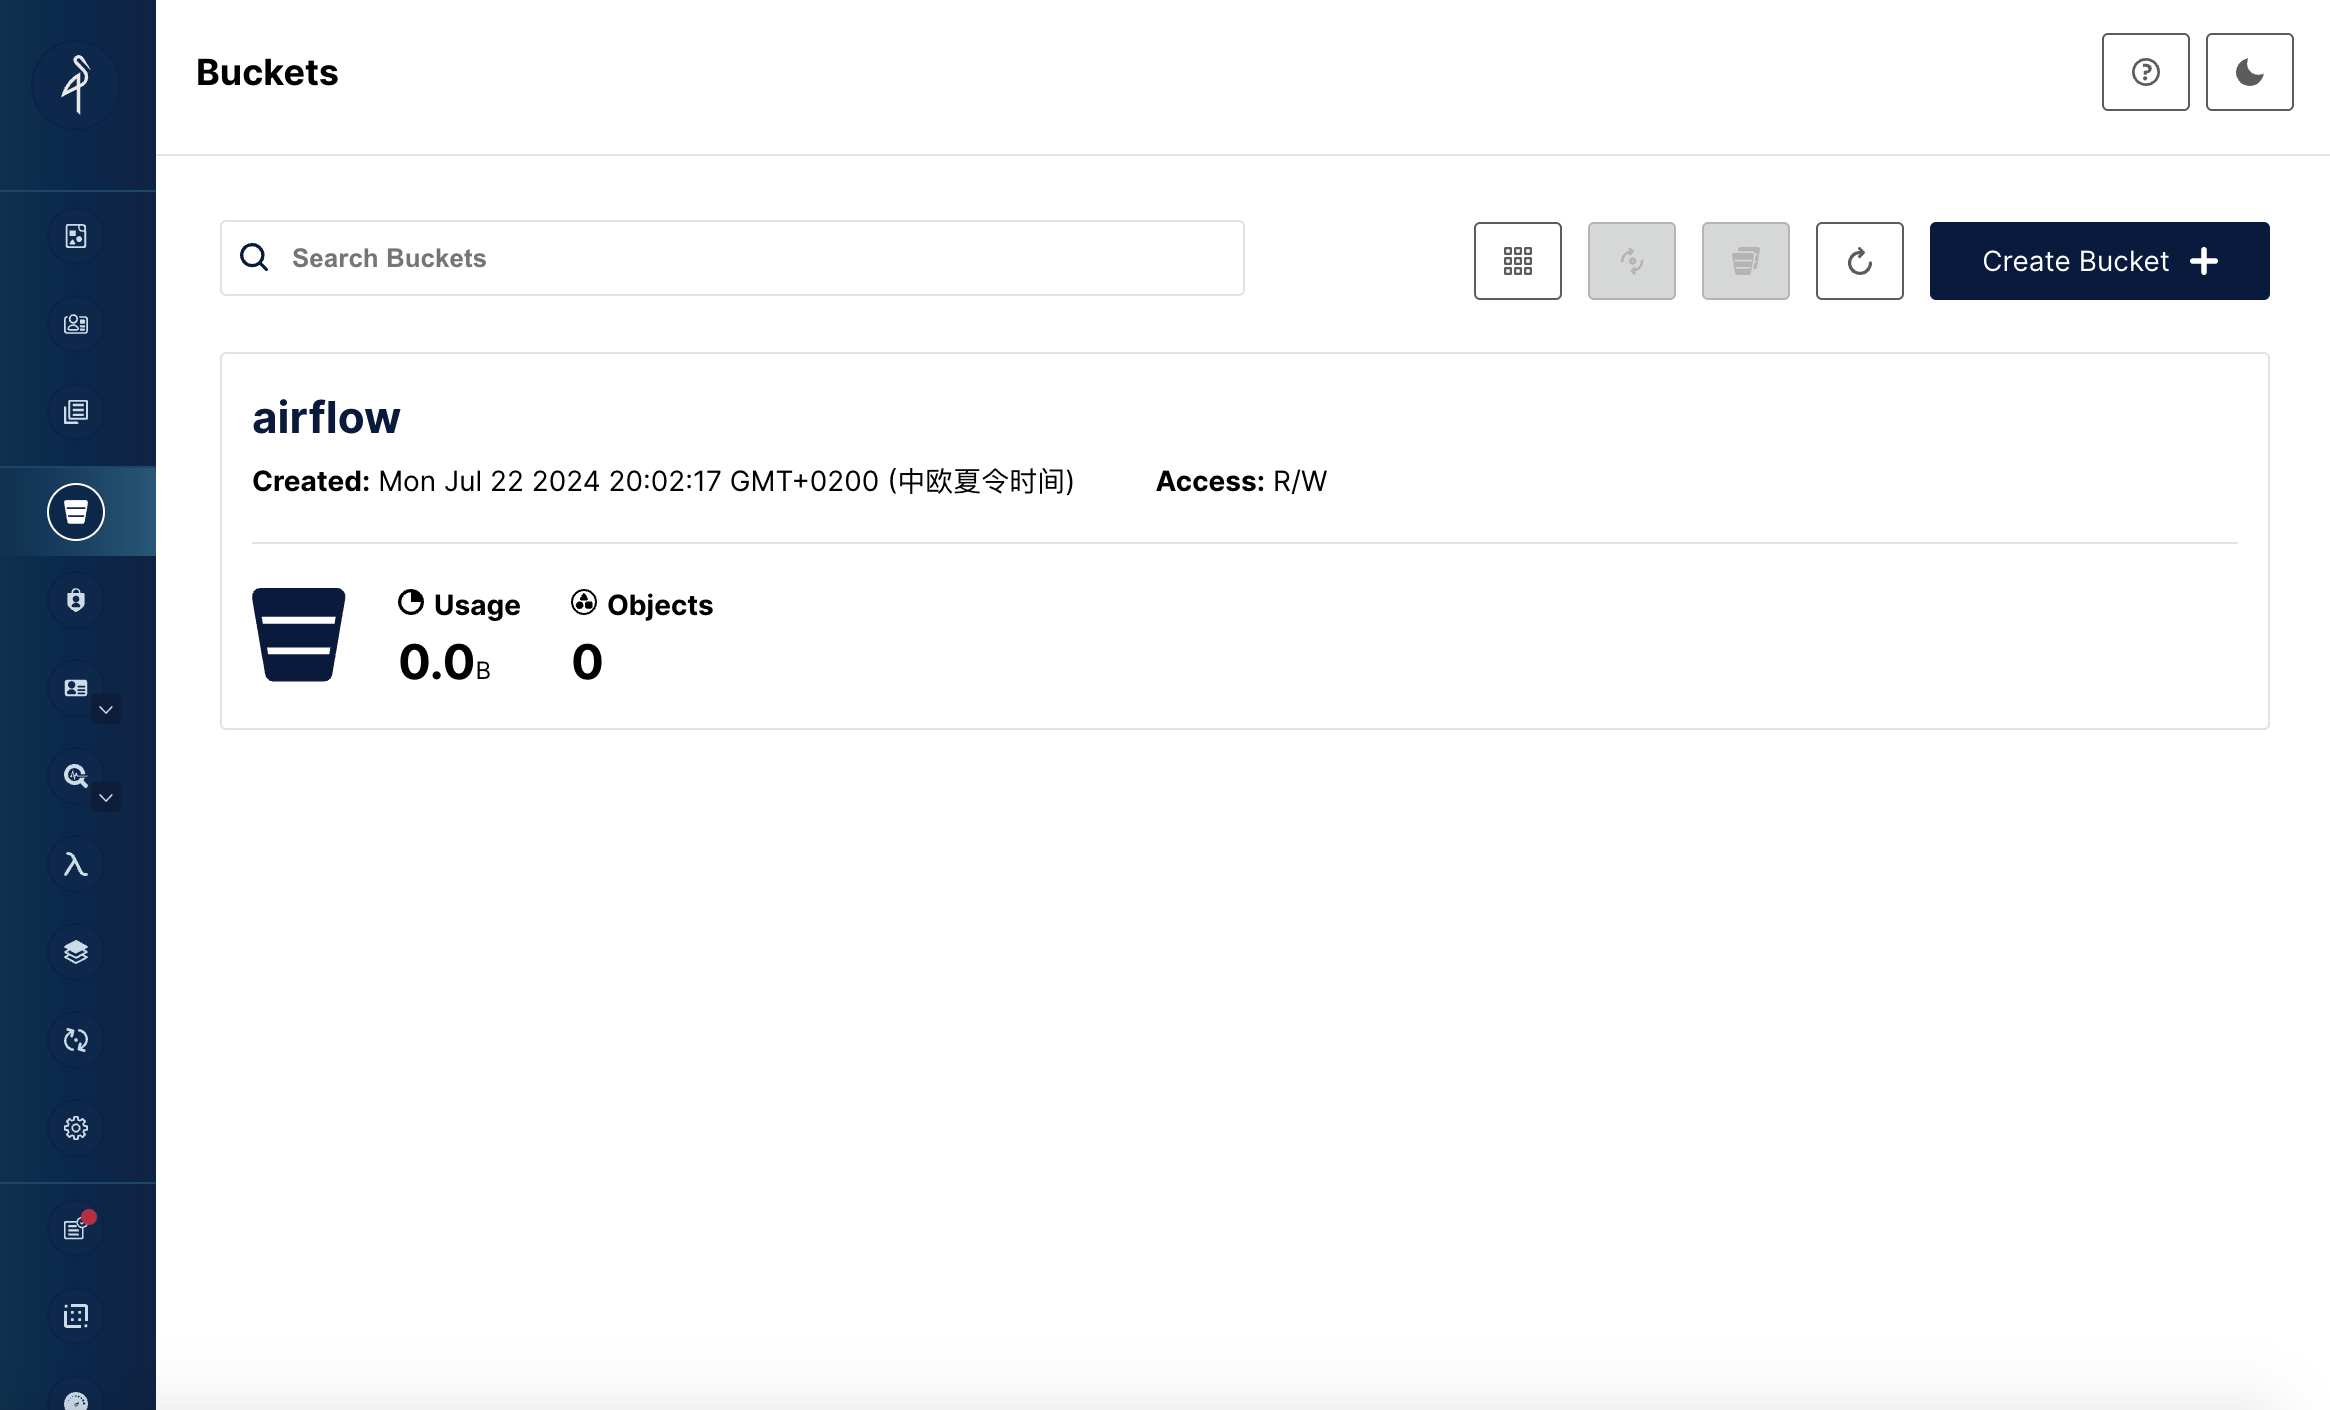 Buckets
Search Buckets
Create Bucket
airflow
Created: Mon Jul 22 2024 20:02:17 GMT+0200 (中欧夏令时间)
Access: R/W
Usage
Objects
0.0B
0